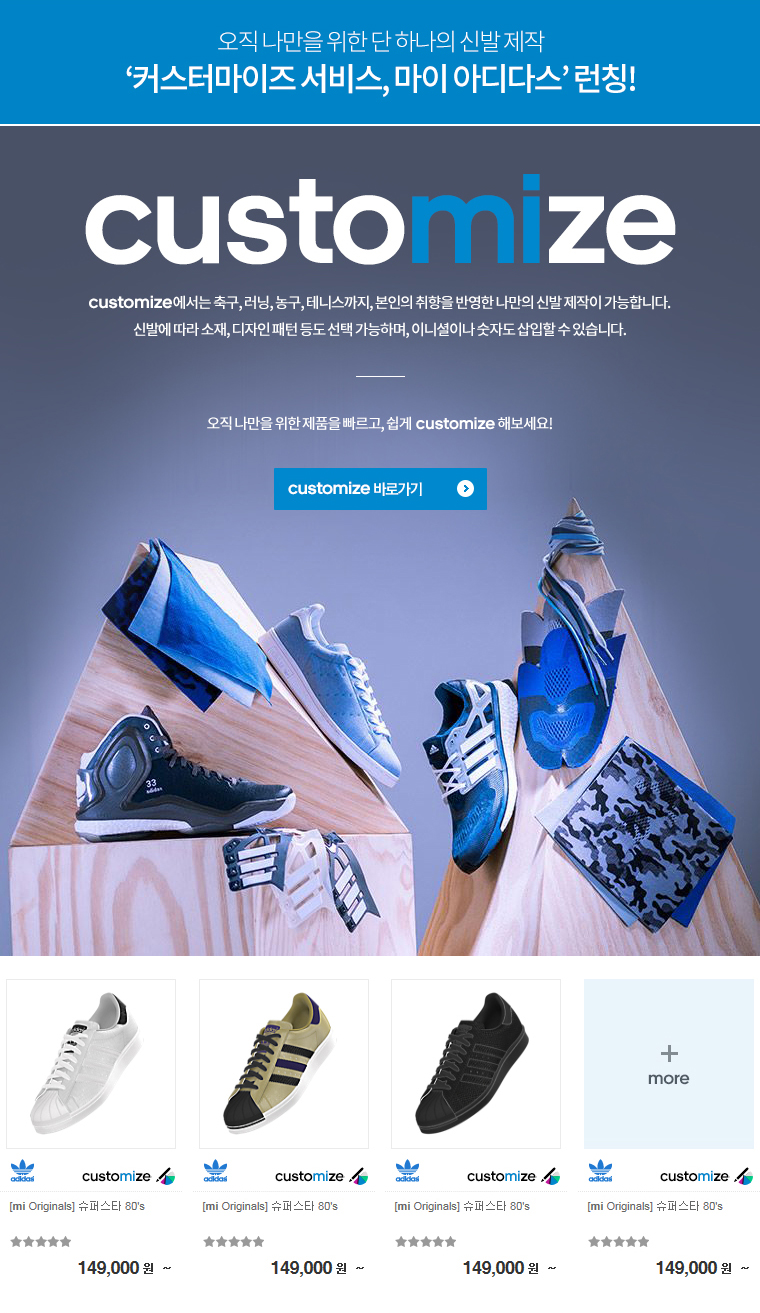 오직 나만을 위한 단 하나의 신발 제작
‘커스터마이즈 서비스, 마이 아디다스’ 런칭!
customize
customize에서는 축구, 러닝, 농구, 테니스까지, 본인의 취향을 반영한 나만의 신발 제작이 가능합니다.
신발에 따라 소재, 디자인 패턴 등도 선택 가능하며, 이니셜이나 숫자도 삽입할 수 있습니다.
오직 나만을 위한 제품을 빠르고, 쉽게 customize 해보세요!
customize 바로가기
33
adidas
adidas
+
more
adidas customize
adidas customize
adidas customize
adidas customize
[mi Originals] 슈퍼스타 80's
[mi Originals] 슈퍼스타 80's
[mi Originals] 슈퍼스타 80's
[mi Originals] 슈퍼스타 80's
★★★★★
★★★★★
★★★★★
★★★★★
149,000 원 ~
149,000 원 ~
149,000 원 ~
149,000 원 ~